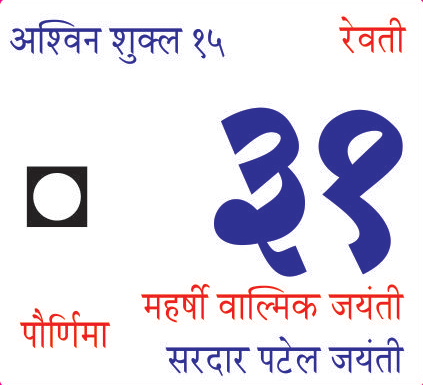 अश्विन शुक्ल १५ रेवती
३१
महर्षी वाल्मिक जयंती
पौर्णिमा
सरदार पटेल जयंती